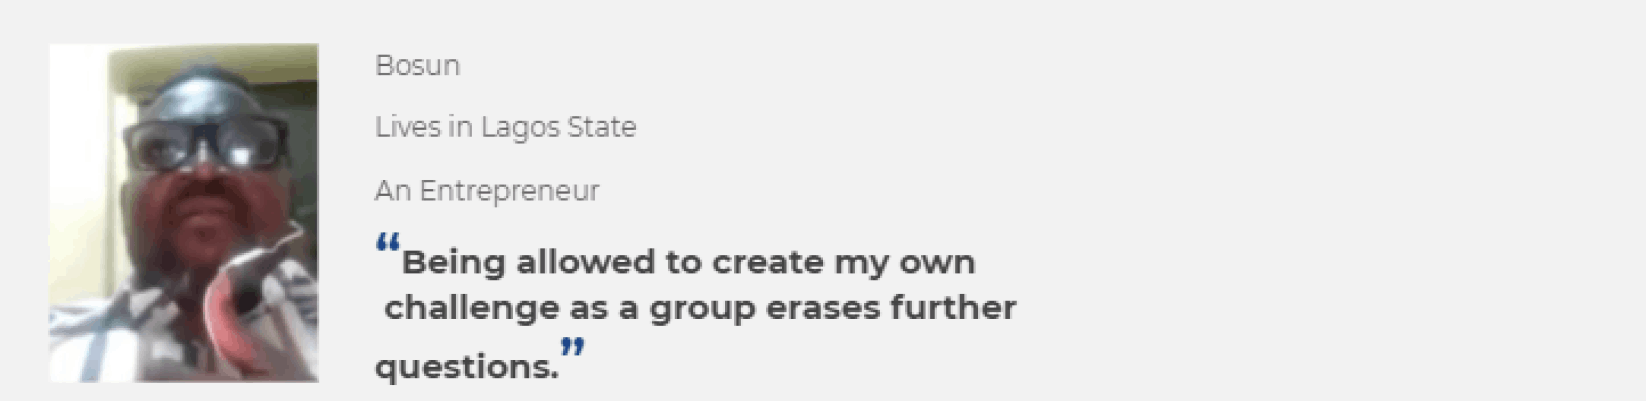 Bosun
Lives in Lagos State
An Entrepreneur
“Being allowed to create my own
challenge as a group erases further
questions.”